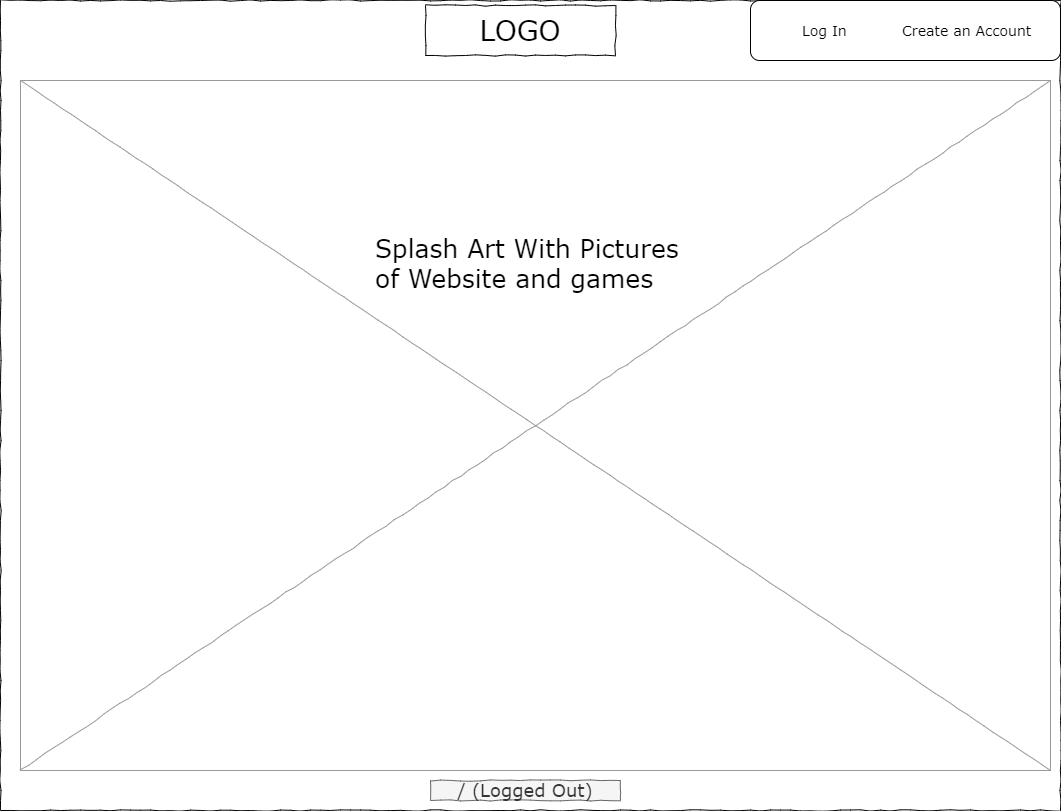 LOGO
Log In
Create an Account
Splash Art With Pictures
of Website and games
/ (Logged Out)